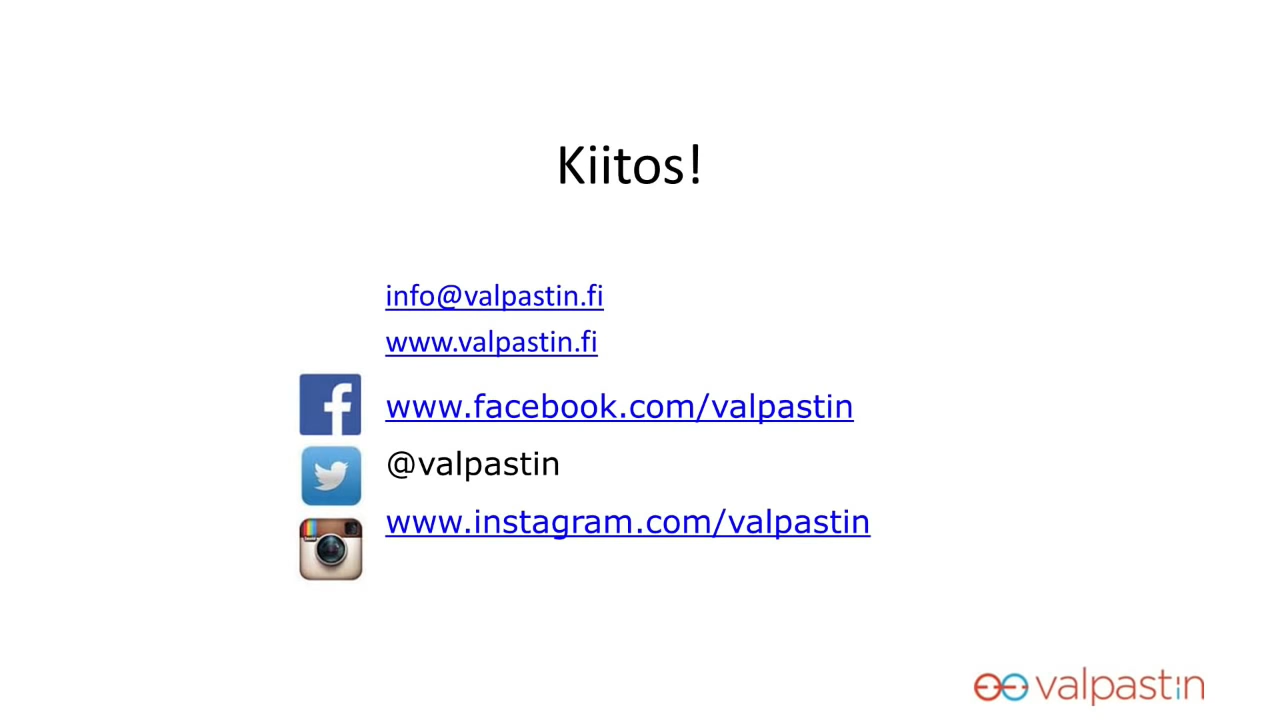 Kiitos!
info@valpastin.fi
www.valpastin.fi
www.facebook.com/valpastin
@valpastin
www.instagram.com/valpastin
valpastin